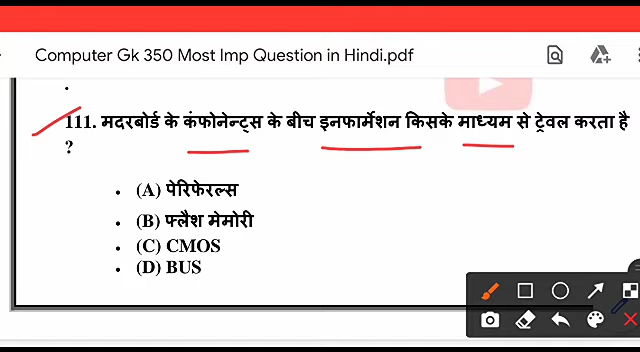 Computer Gk 350 Most Imp Question in Hindi.pdf
111. मदरबोर्ड के कंफोनेन्ट्स के बीच इनफार्मेशन किसके माध्यम से ट्रेवल करता है
?
• (A) पेरिफेरल्स
• (B) फ्लैश मेमोरी
• (C) CMOS
• (D) BUS